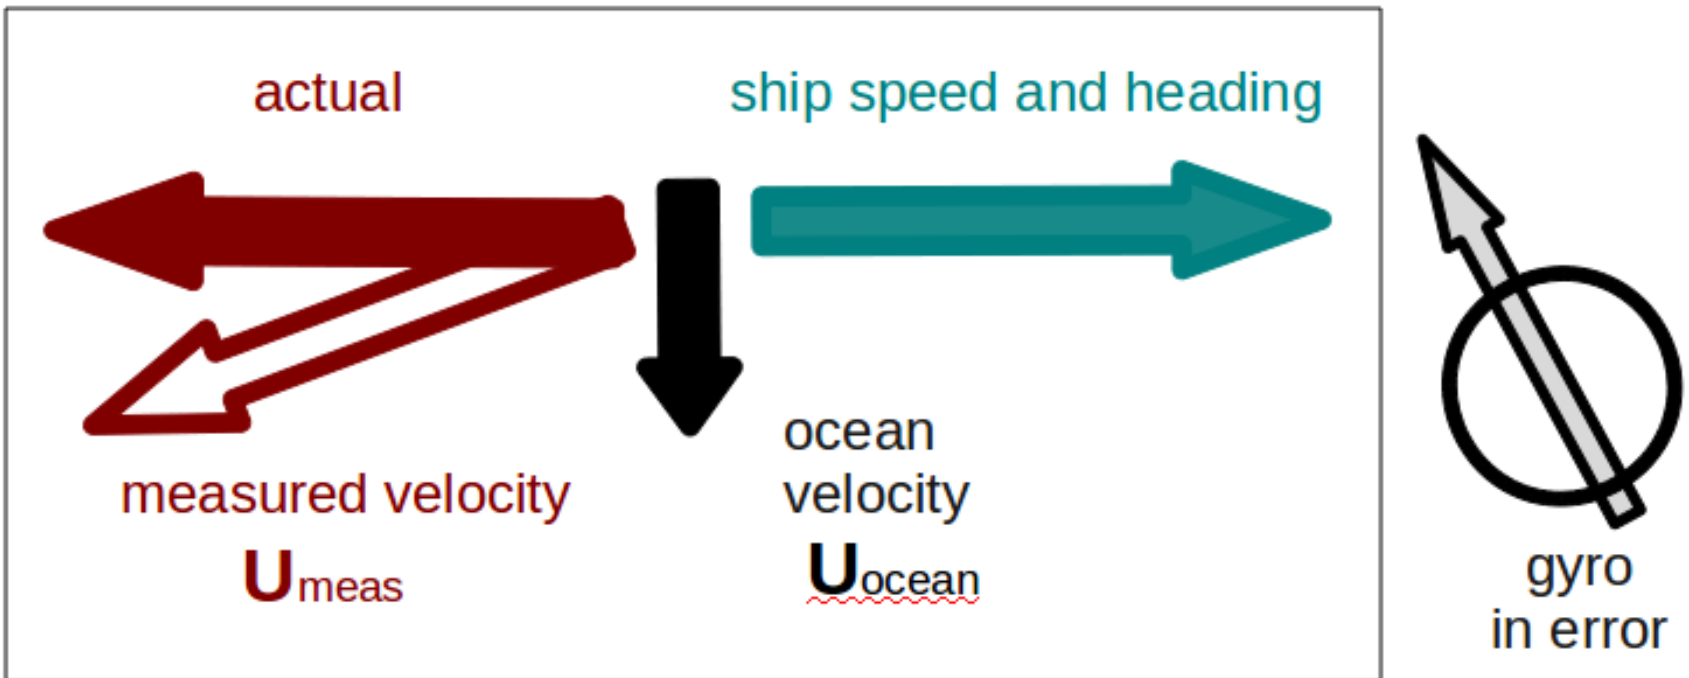 actual
ship speed and heading
measured velocity
Umeas
ocean
velocity
Uocean
gyro
in error